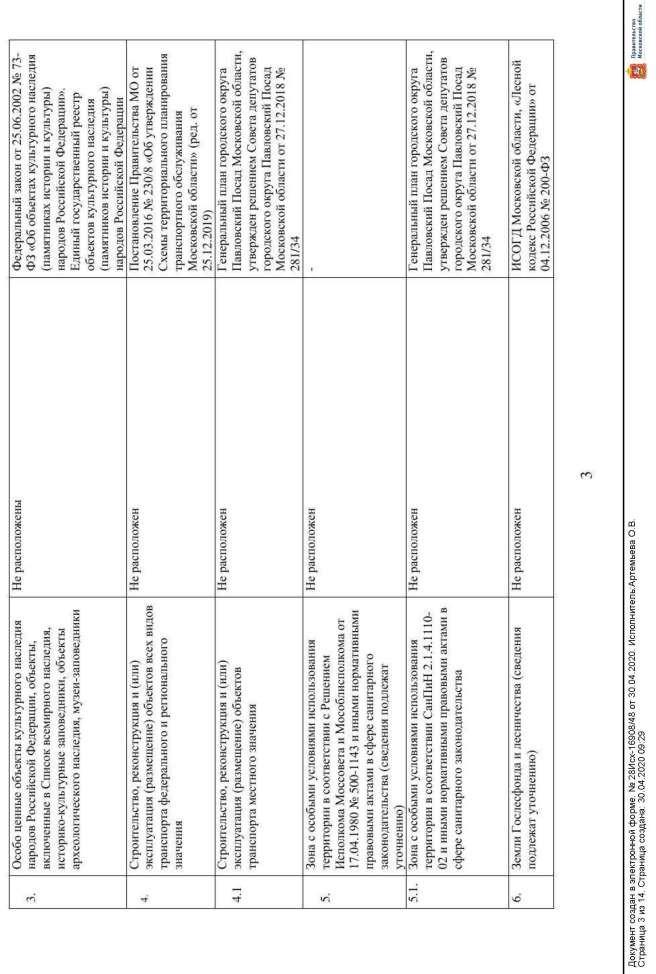 3.
Особо ценные объекты культурного наследия
народов Российской Федерации, объекты,
включенные в Список всемирного наследия,
историко-культурные заповедники, объекты
археологического наследия, музеи-заповедники
Не расположены
Федеральный закон от 25.06.2002 № 73-
ФЗ «Об объектах культурного наследия
(памятниках истории и культуры)
народов Российской Федерации».
Единый государственный реестр
объектов культурного наследия
(памятников истории и культуры)
народов Российской Федерации
4.
Строительство, реконструкция и (или)
эксплуатация (размещение) объектов всех видов
транспорта федерального и регионального
значения
Не расположен
Постановление Правительства МО от
25.03.2016 № 230/8 «Об утверждении
Схемы территориального планирования
транспортного обслуживания
Московской области» (ред. от
25.12.2019)
4.1
Строительство, реконструкция и (или)
эксплуатация (размещение) объектов
транспорта местного значения
Не расположен
Генеральный план городского округа
Павловский Посад Московской области,
утвержден решением Совета депутатов
городского округа Павловский Посад
Московской области от 27.12.2018 №
281/34
5.
Зона с особыми условиями использования
территории в соответствии с Решением
Исполкома Моссовета и Мособлисполкома от
17.04.1980 № 500-1143 и иными нормативными
правовыми актами в сфере санитарного
законодательства (сведения подлежат
уточнению)
Не расположен
-
5.1.
Зона с особыми условиями использования
территории в соответствии СанПиН 2.1.4.1110-
02 и иными нормативными правовыми актами в
сфере санитарного законодательства
Не расположен
Генеральный план городского округа
Павловский Посад Московской области,
утвержден решением Совета депутатов
городского округа Павловский Посад
Московской области от 27.12.2018 №
281/34
6.
Земли Гослесфонда и лесничества (сведения
подлежат уточнению)
Не расположен
ИСОГД Московской области, «Лесной
кодекс Российской Федерации» от
04.12.2006 № 200-ФЗ
3
Документ создан в электронной форме. № 28Исх-16908/48 от 30.04.2020. Исполнитель:Артемьева О.В.
Страница 3 из 14. Страница создана: 30.04.2020 09:29
Правительство
Московской области